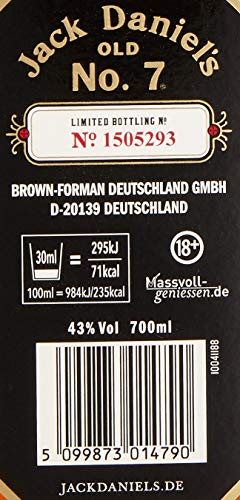 Jack Daniel's
OLD
No. 7
LIMITED BOTTLING Nº
Nº 1505293
BROWN-FORMAN DEUTSCHLAND GMBH
D-20139 DEUTSCHLAND
30ml = 295kJ
71kcal
100ml = 984kJ/235kcal
18+
Massvoll-
geniessen.de
43% Vol 700ml
10041188
5 099873 014790
JACKDANIELS.DE